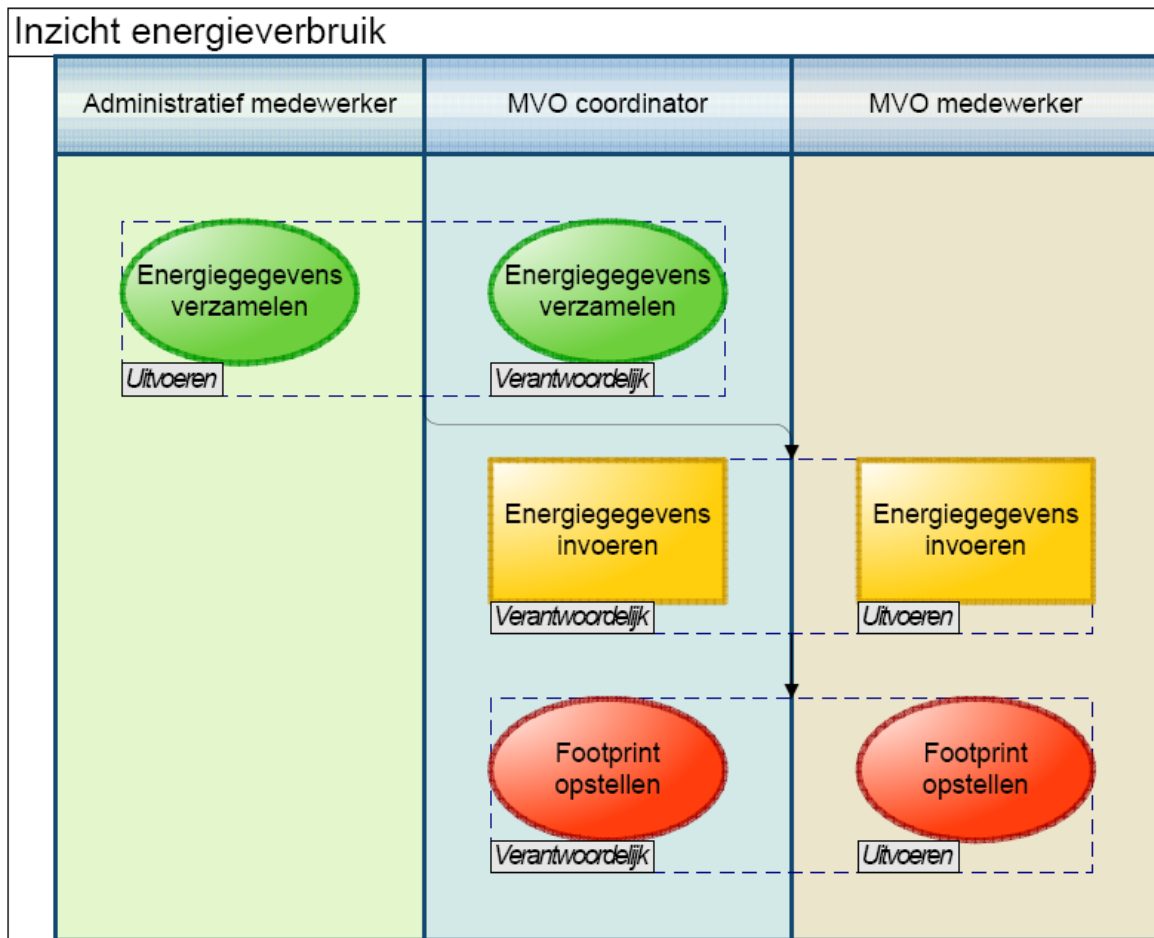 Inzicht energieverbruik
Administratief medewerker
MVO coordinator
MVO medewerker
Energiegegevens
verzamelen
Uitvoeren
Energiegegevens
verzamelen
Verantwoordelijk
Energiegegevens
invoeren
Verantwoordelijk
Energiegegevens
invoeren
Uitvoeren
Footprint
opstellen
Verantwoordelijk
Footprint
opstellen
Uitvoeren